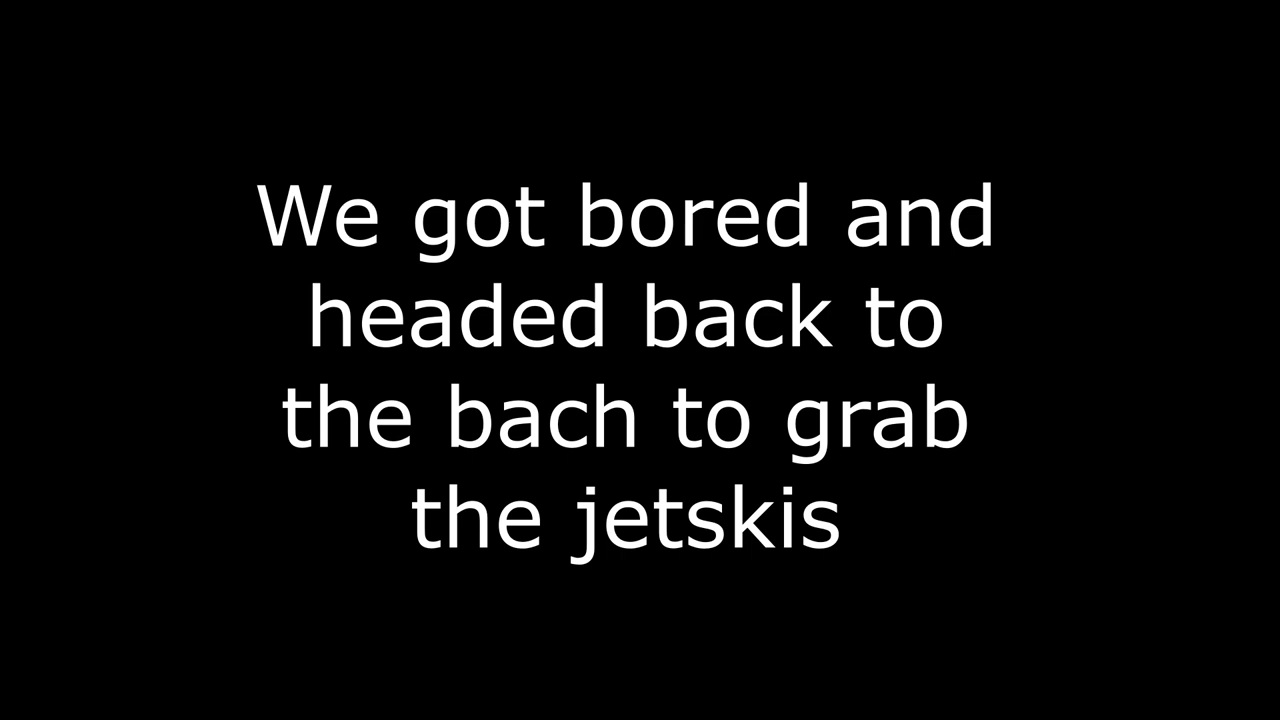 We got bored and
headed back to
the bach to grab
the jetskis